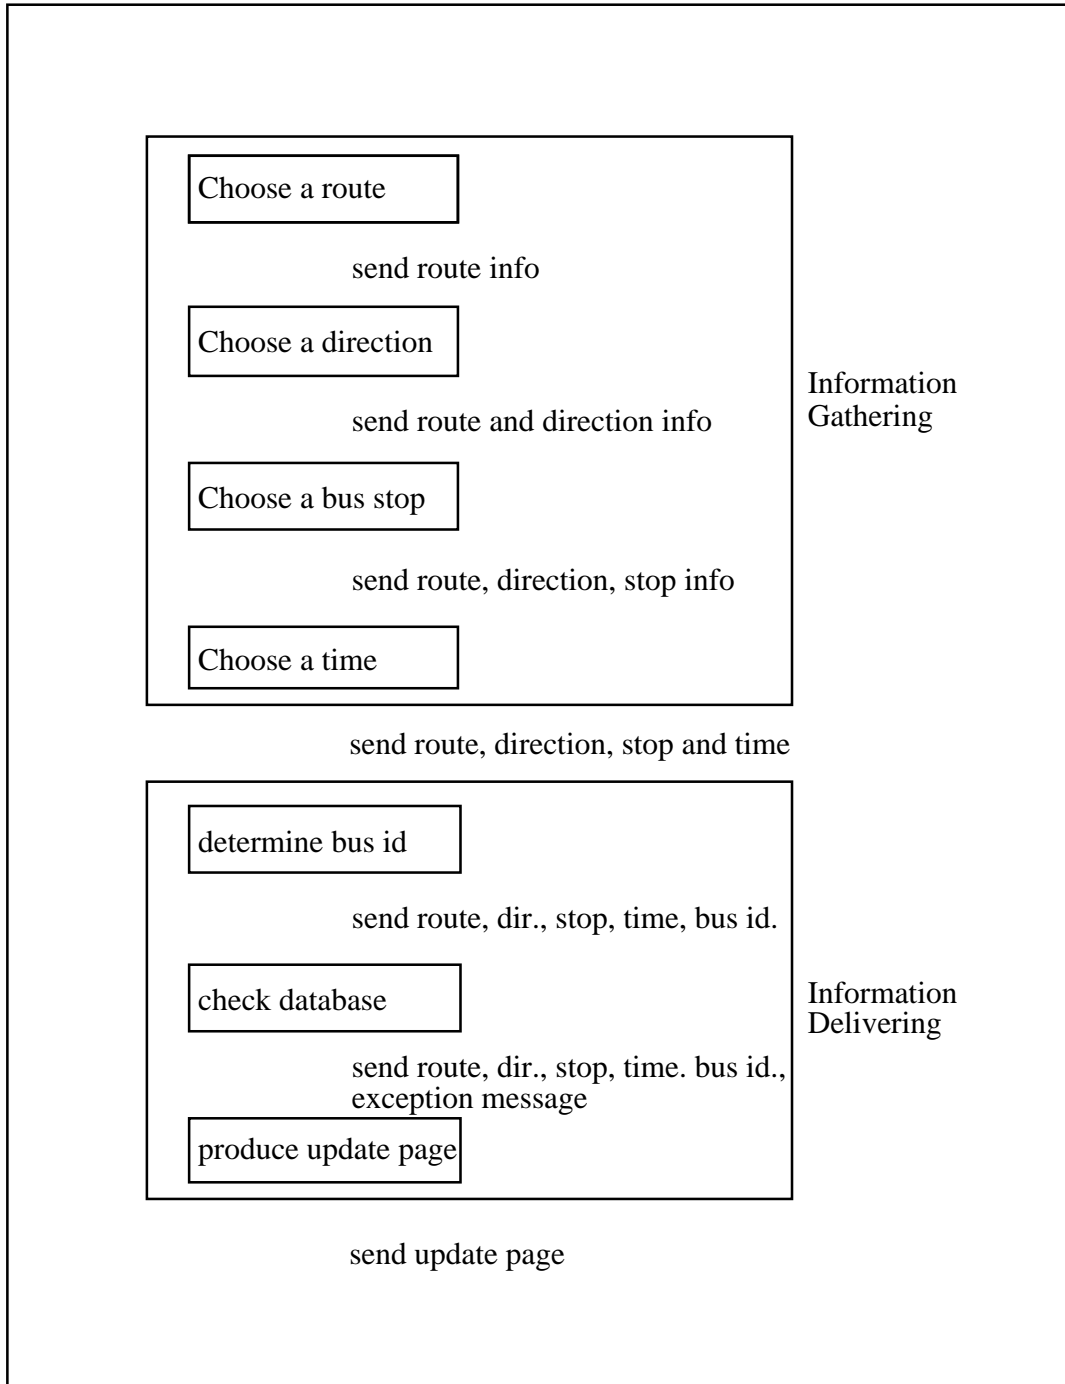 Choose a route
send route info
Choose a direction
Information
Gathering
send route and direction info
Choose a bus stop
send route, direction, stop info
Choose a time
send route, direction, stop and time
determine bus id
send route, dir., stop, time, bus id.
check database
Information
Delivering
send route, dir., stop, time. bus id.,
exception message
produce update page
send update page